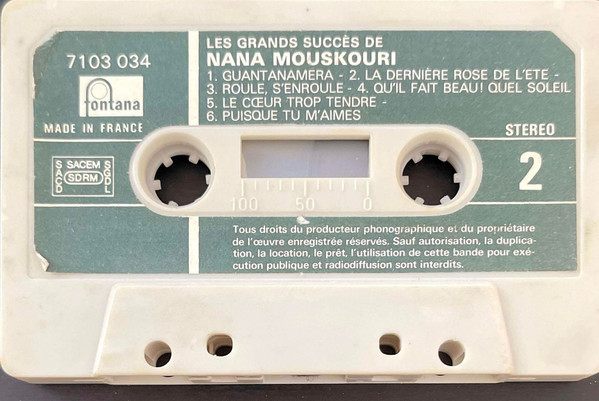 7103 034
fontana
MADE IN FRANCE
SACD SACEM SDRM SGDL
LES GRANDS SUCCÈS DE
NANA MOUSKOURI
1. GUANTANAMERA - 2. LA DERNIÈRE ROSE DE L'ETE -
3. ROULE, S'ENROULE - 4. QU'IL FAIT BEAU! QUEL SOLEIL
5. LE CŒUR TROP TENDRE -
6. PUISQUE TU M'AIMES
STEREO
2
100 50 0
Tous droits du producteur phonographique et du propriétaire
de l'œuvre enregistrée réservés. Sauf autorisation, la duplica-
tion, la location, le prêt, l'utilisation de cette bande pour exé-
cution publique et radiodiffusion sont interdits.